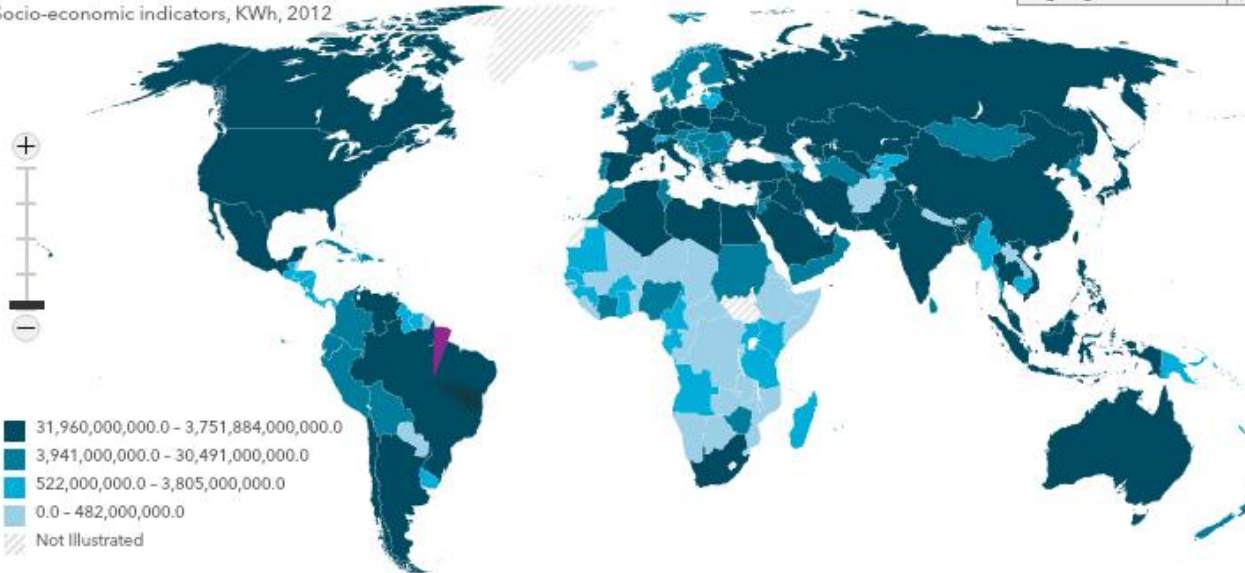 Socio-economic indicators, KWh, 2012
31,960,000,000.0 – 3,751,884,000,000.0
3,941,000,000.0 – 30,491,000,000.0
522,000,000.0 – 3,805,000,000.0
0.0 – 482,000,000.0
Not Illustrated